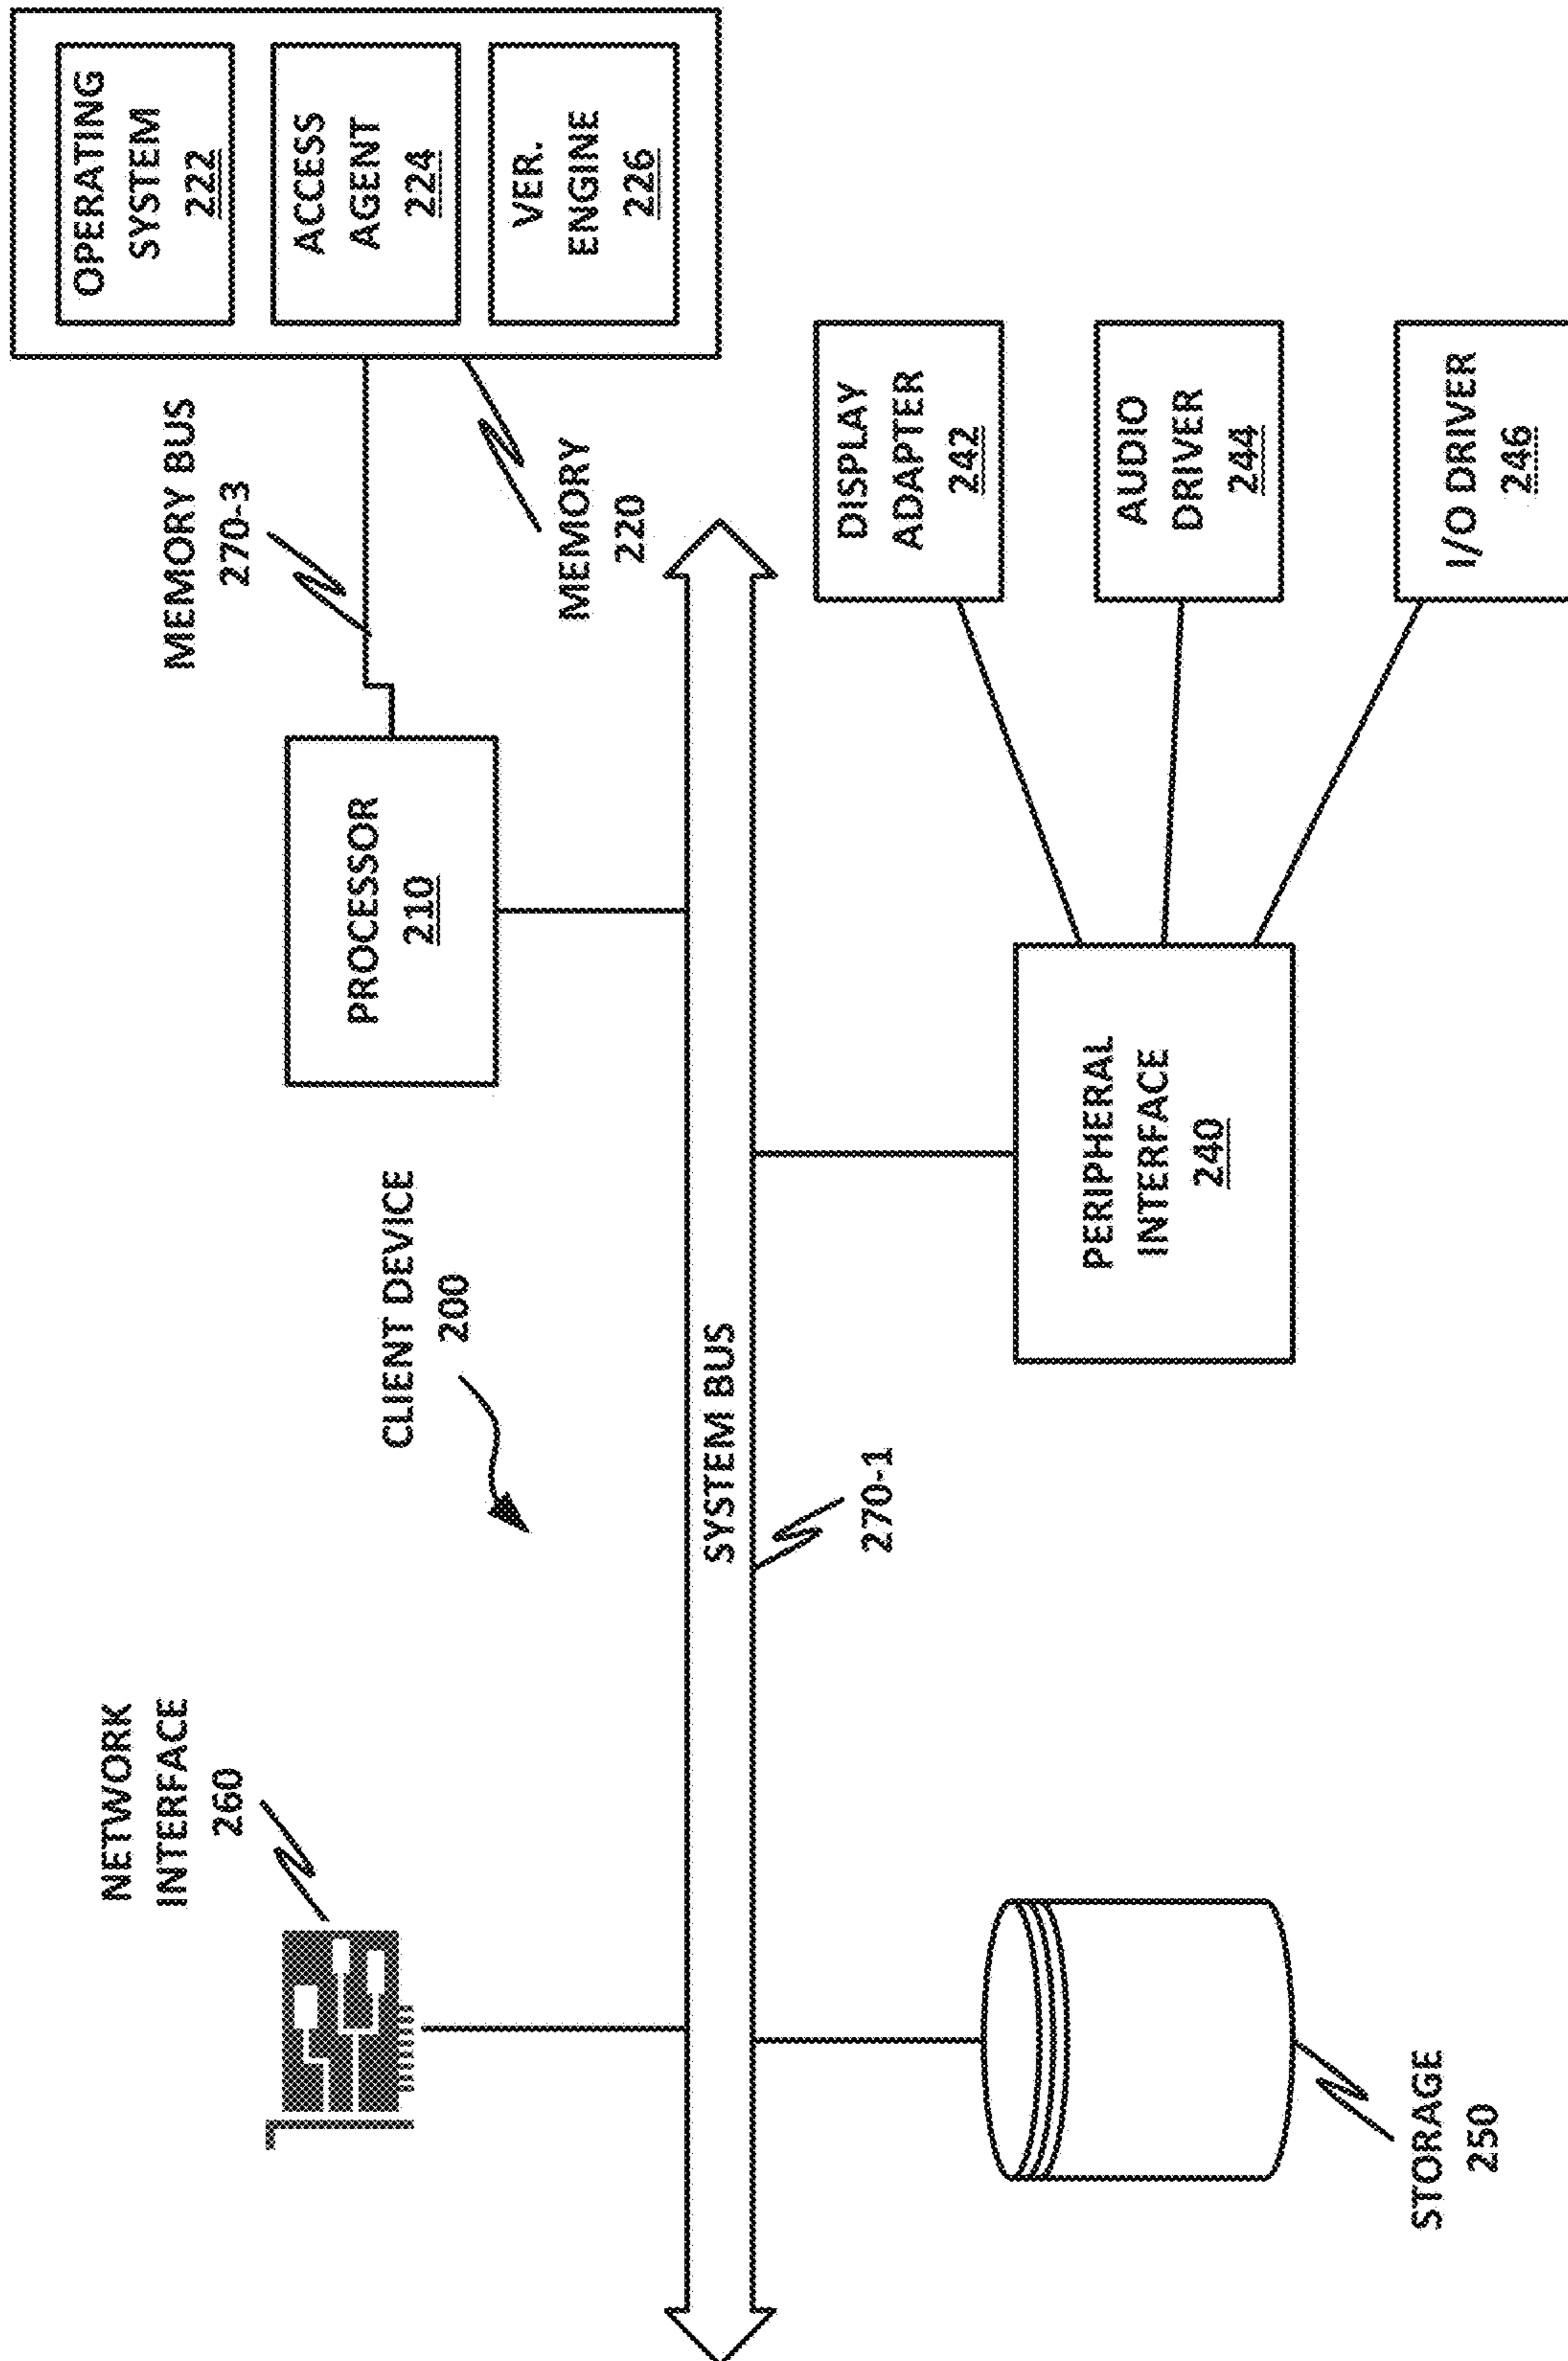 NETWORK
INTERFACE
260
CLIENT DEVICE
200
PROCESSOR
210
MEMORY BUS
270-3
OPERATING
SYSTEM
222
ACCESS
AGENT
224
VER.
ENGINE
226
MEMORY
220
SYSTEM BUS
270-1
STORAGE
250
PERIPHERAL
INTERFACE
240
DISPLAY
ADAPTER
242
AUDIO
DRIVER
244
I/O DRIVER
246